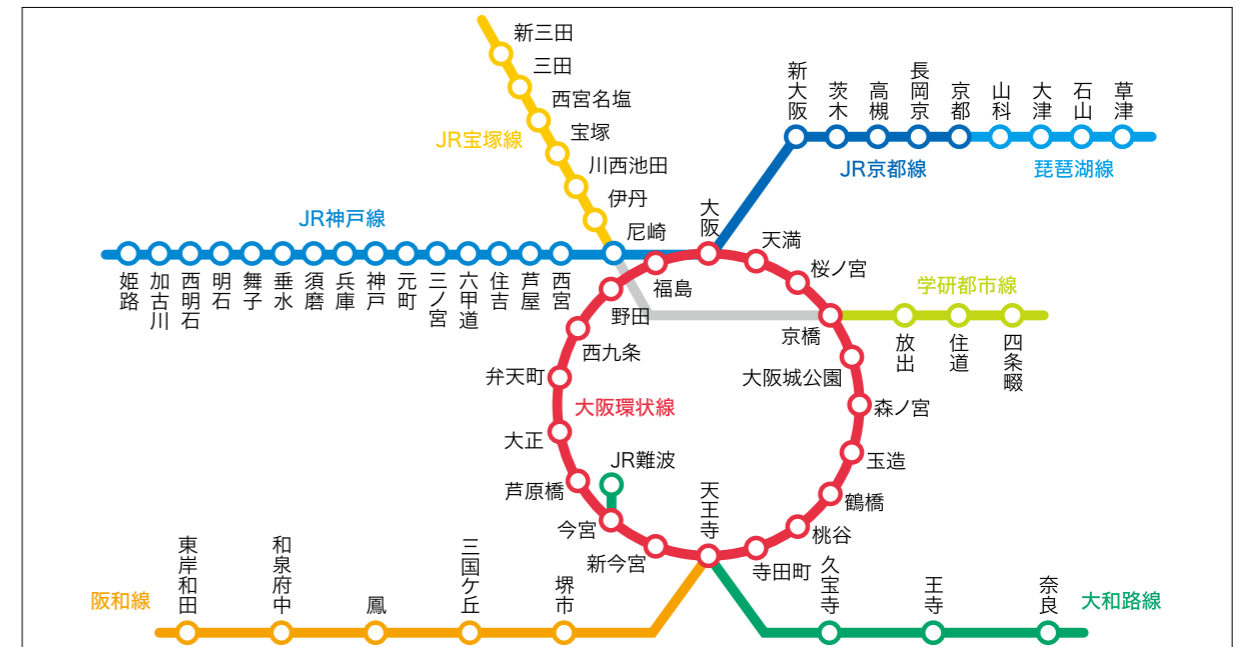 新三田
三田
西宮名塩
宝塚
川西池田
伊丹
尼崎
JR宝塚線
新大阪
茨木
高槻
長岡京
京都
山科
大津
石山
草津
JR京都線
琵琶湖線
JR神戸線
姫路
加古川
西明石
明石
舞子
垂水
須磨
兵庫
神戸
元町
三ノ宮
六甲道
住吉
芦屋
西宮
大阪
天満
桜ノ宮
京橋
大阪城公園
森ノ宮
玉造
鶴橋
桃谷
寺田町
天王寺
新今宮
今宮
芦原橋
大正
弁天町
西九条
野田
福島
大阪環状線
JR難波
学研都市線
放出
住道
四条畷
阪和線
東岸和田
和泉府中
鳳
三国ケ丘
堺市
久宝寺
王寺
奈良
大和路線